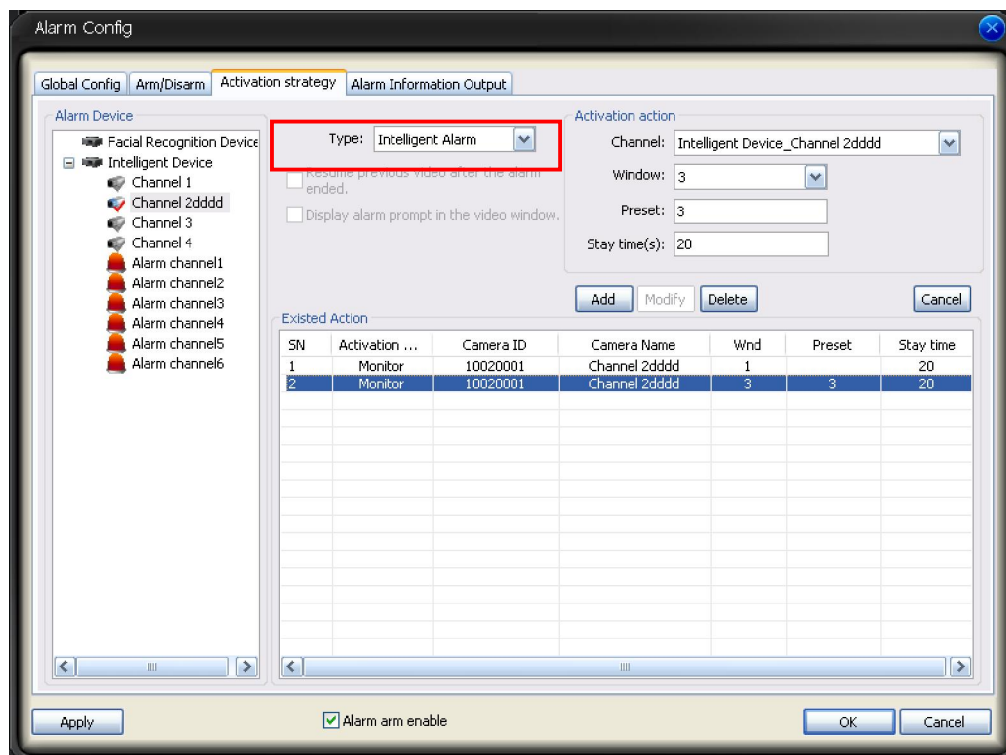 Alarm Config
Global Config Arm/Disarm Activation strategy Alarm Information Output
Alarm Device
Facial Recognition Device
Intelligent Device
Channel 1
Channel 2dddd
Channel 3
Channel 4
Alarm channel1
Alarm channel2
Alarm channel3
Alarm channel4
Alarm channel5
Alarm channel6
Type: Intelligent Alarm
Resume previous video after the alarm
ended.
Display alarm prompt in the video window.
Activation action
Channel: Intelligent Device_Channel 2dddd
Window: 3
Preset: 3
Stay time(s): 20
Add Modify Delete Cancel
Existed Action
SN Activation ... Camera ID Camera Name Wnd Preset Stay time
1 Monitor 10020001 Channel 2dddd 1 20
2 Monitor 10020001 Channel 2dddd 3 3 20
Apply Alarm arm enable OK Cancel